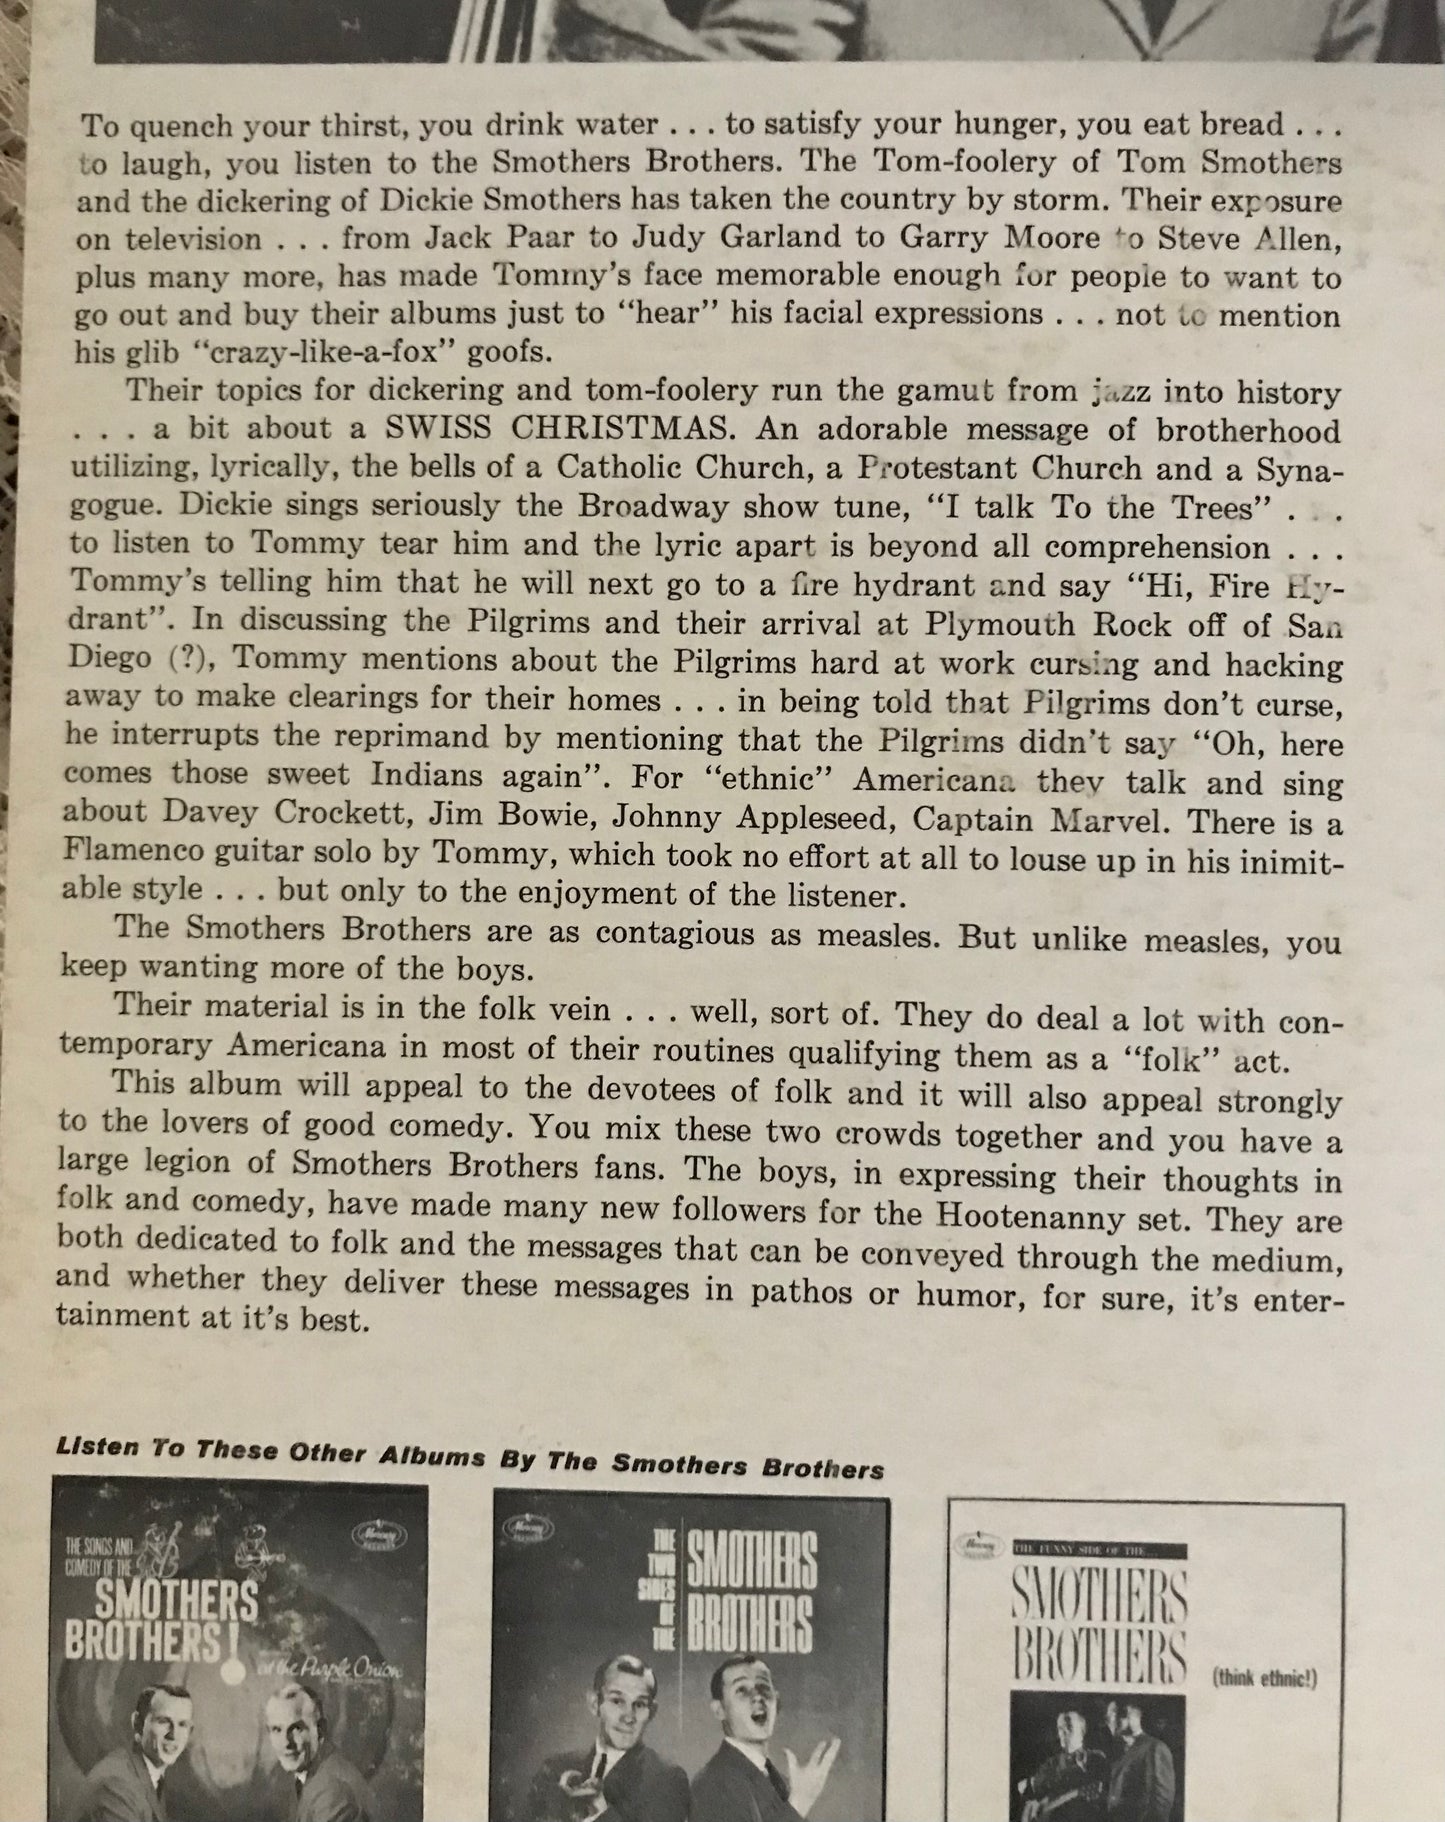 To quench your thirst, you drink water . . . to satisfy your hunger, you eat bread . . .
to laugh, you listen to the Smothers Brothers. The Tom-foolery of Tom Smothers
and the dickering of Dickie Smothers has taken the country by storm. Their exposure
on television . . . from Jack Paar to Judy Garland to Garry Moore to Steve Allen,
plus many more, has made Tommy's face memorable enough for people to want to
go out and buy their albums just to “hear” his facial expressions . . . not to mention
his glib “crazy-like-a-fox” goofs.
Their topics for dickering and tom-foolery run the gamut from jazz into history
. . . a bit about a SWISS CHRISTMAS. An adorable message of brotherhood
utilizing, lyrically, the bells of a Catholic Church, a Protestant Church and a Syna-
gogue. Dickie sings seriously the Broadway show tune, “I talk To the Trees” . . .
to listen to Tommy tear him and the lyric apart is beyond all comprehension . . .
Tommy's telling him that he will next go to a fire hydrant and say “Hi, Fire Hy-
drant”. In discussing the Pilgrims and their arrival at Plymouth Rock off of San
Diego (?), Tommy mentions about the Pilgrims hard at work cursing and hacking
away to make clearings for their homes . . . in being told that Pilgrims don't curse,
he interrupts the reprimand by mentioning that the Pilgrims didn't say “Oh, here
comes those sweet Indians again”. For “ethnic” Americana they talk and sing
about Davey Crockett, Jim Bowie, Johnny Appleseed, Captain Marvel. There is a
Flamenco guitar solo by Tommy, which took no effort at all to louse up in his inimit-
able style . . . but only to the enjoyment of the listener.
The Smothers Brothers are as contagious as measles. But unlike measles, you
keep wanting more of the boys.
Their material is in the folk vein . . . well, sort of. They do deal a lot with con-
temporary Americana in most of their routines qualifying them as a “folk” act.
This album will appeal to the devotees of folk and it will also appeal strongly
to the lovers of good comedy. You mix these two crowds together and you have a
large legion of Smothers Brothers fans. The boys, in expressing their thoughts in
folk and comedy, have made many new followers for the Hootenanny set. They are
both dedicated to folk and the messages that can be conveyed through the medium,
and whether they deliver these messages in pathos or humor, for sure, it's enter-
tainment at it's best.
Listen To These Other Albums By The Smothers Brothers
THE SONGS AND
COMEDY OF THE
SMOTHERS
BROTHERS!
at the Purple Onion
Mercury
Mercury
THE
TWO
SIDES
OF
THE
SMOTHERS
BROTHERS
Mercury
THE FUNNY SIDE OF THE...
SMOTHERS
BROTHERS
(think ethnic!)